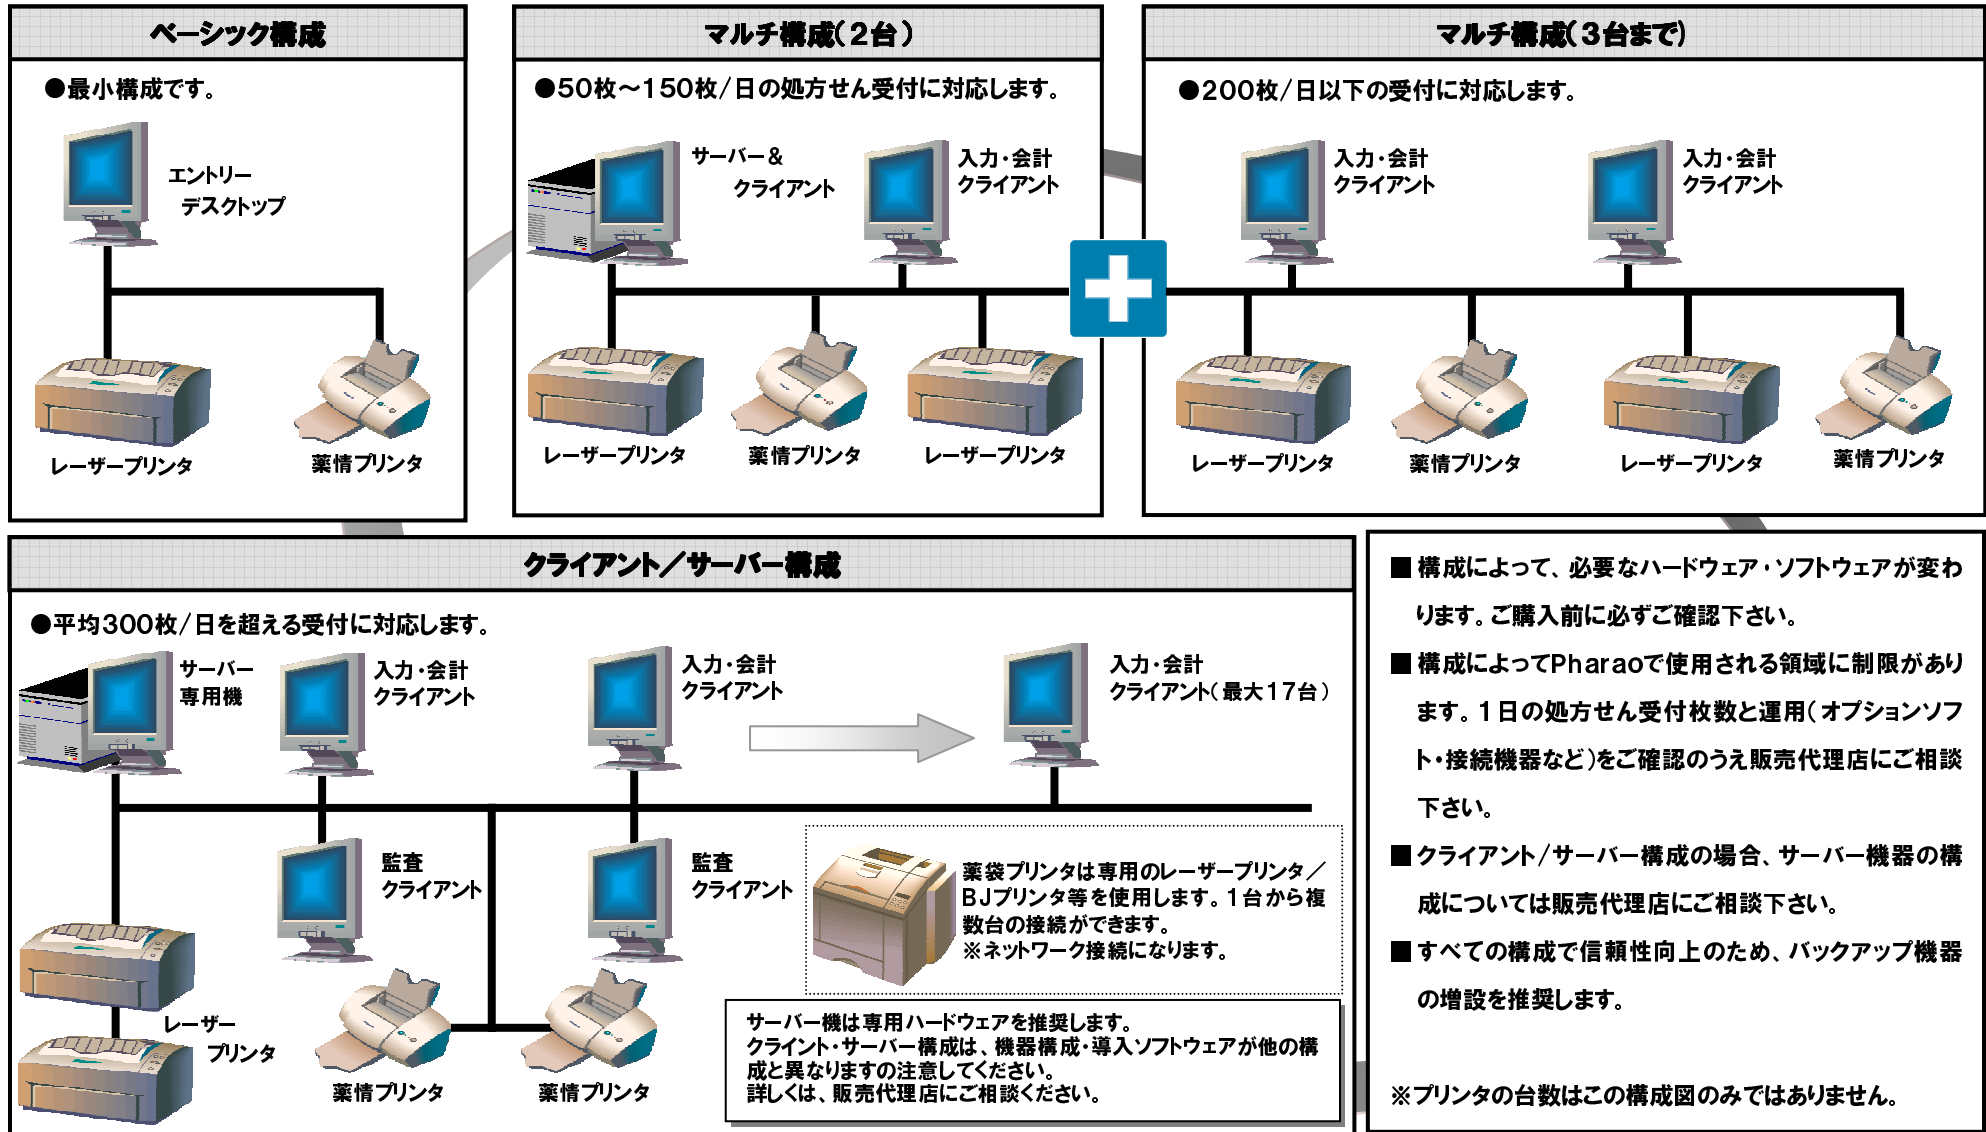 ベーシック構成
●最小構成です。
エントリー
デスクトップ
レーザープリンタ
薬情プリンタ
マルチ構成(2台)
●50枚～150枚/日の処方せん受付に対応します。
サーバー＆
クライアント
入力・会計
クライアント
レーザープリンタ
薬情プリンタ
レーザープリンタ
マルチ構成(3台まで)
●200枚/日以下の受付に対応します。
入力・会計
クライアント
入力・会計
クライアント
レーザープリンタ
薬情プリンタ
レーザープリンタ
薬情プリンタ
クライアント／サーバー構成
●平均300枚/日を超える受付に対応します。
サーバー
専用機
入力・会計
クライアント
入力・会計
クライアント
入力・会計
クライアント(最大17台)
監査
クライアント
監査
クライアント
レーザー
プリンタ
薬情プリンタ
薬情プリンタ
薬袋プリンタは専用のレーザープリンタ／
BJプリンタ等を使用します。1台から複
数台の接続ができます。
※ネットワーク接続になります。
サーバー機は専用ハードウェアを推奨します。
クライント・サーバー構成は、機器構成・導入ソフトウェアが他の構
成と異なりますの注意してください。
詳しくは、販売代理店にご相談ください。
■構成によって、必要なハードウェア・ソフトウェアが変わ
ります。ご購入前に必ずご確認下さい。
■構成によってPharaoで使用される領域に制限があり
ます。1日の処方せん受付枚数と運用(オプションソフ
ト・接続機器など)をご確認のうえ販売代理店にご相談
下さい。
■クライアント/サーバー構成の場合、サーバー機器の構
成については販売代理店にご相談下さい。
■すべての構成で信頼性向上のため、バックアップ機器
の増設を推奨します。
※プリンタの台数はこの構成図のみではありません。